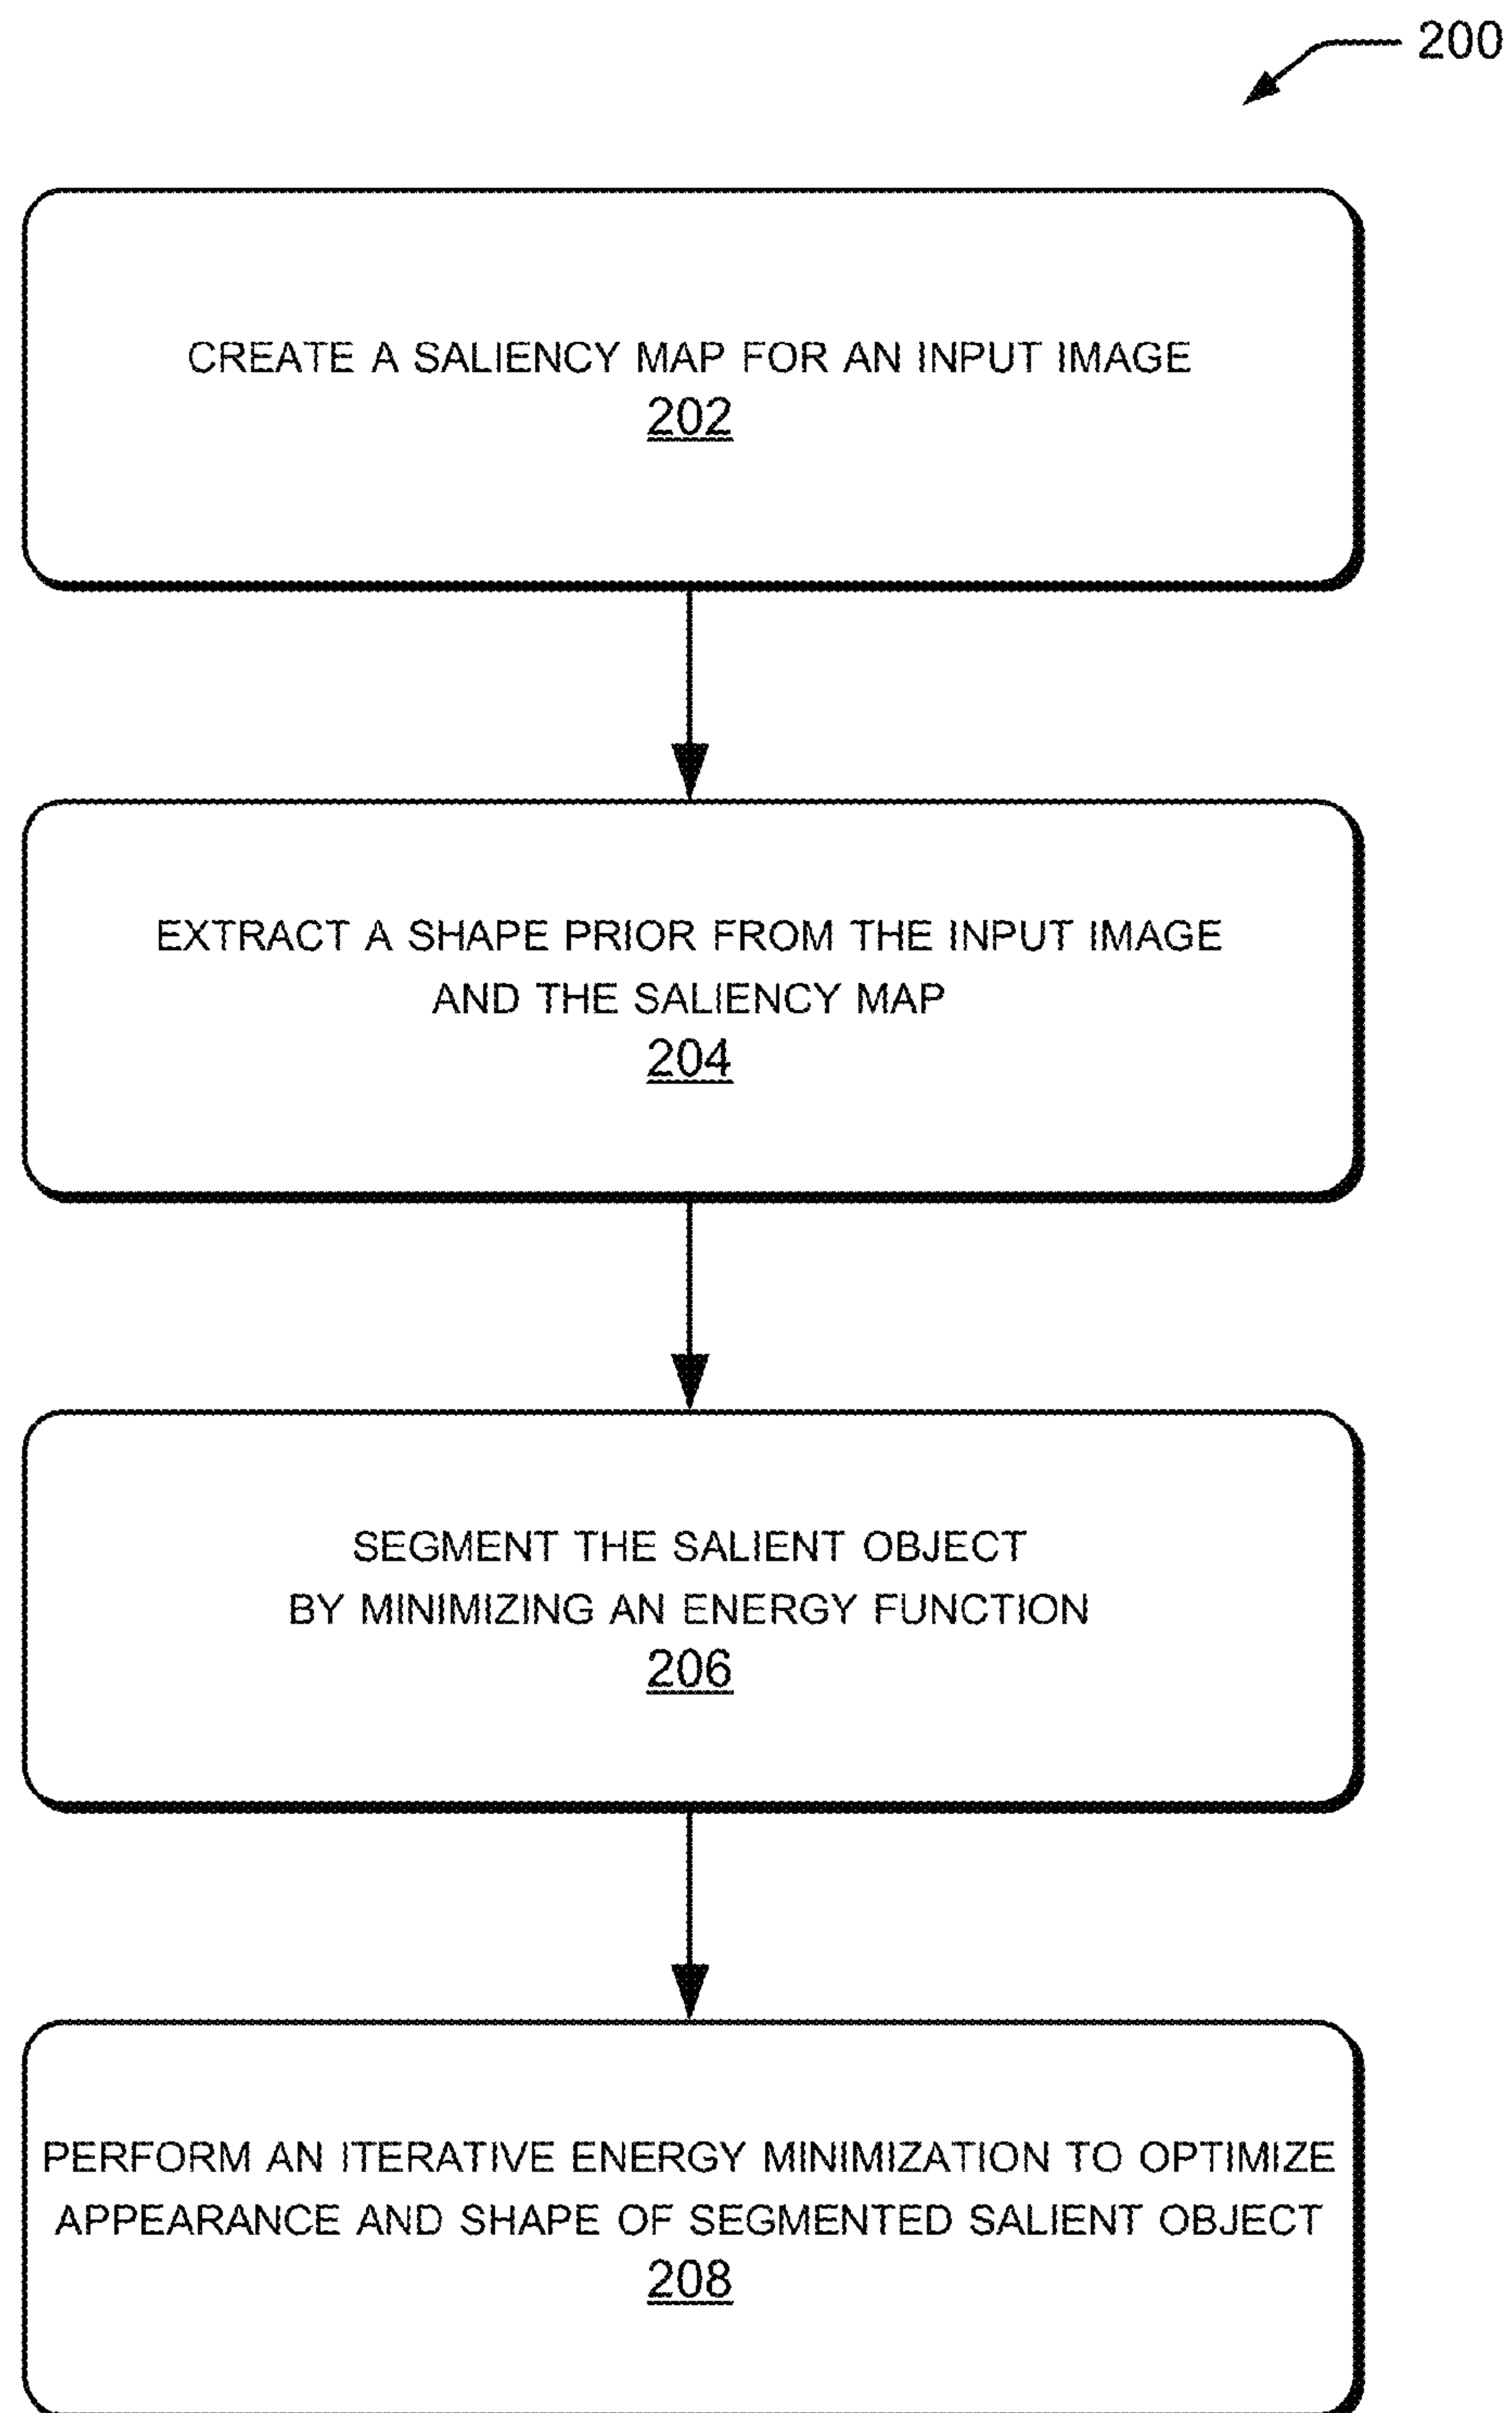 200
CREATE A SALIENCY MAP FOR AN INPUT IMAGE
202
EXTRACT A SHAPE PRIOR FROM THE INPUT IMAGE
AND THE SALIENCY MAP
204
SEGMENT THE SALIENT OBJECT
BY MINIMIZING AN ENERGY FUNCTION
206
PERFORM AN ITERATIVE ENERGY MINIMIZATION TO OPTIMIZE
APPEARANCE AND SHAPE OF SEGMENTED SALIENT OBJECT
208